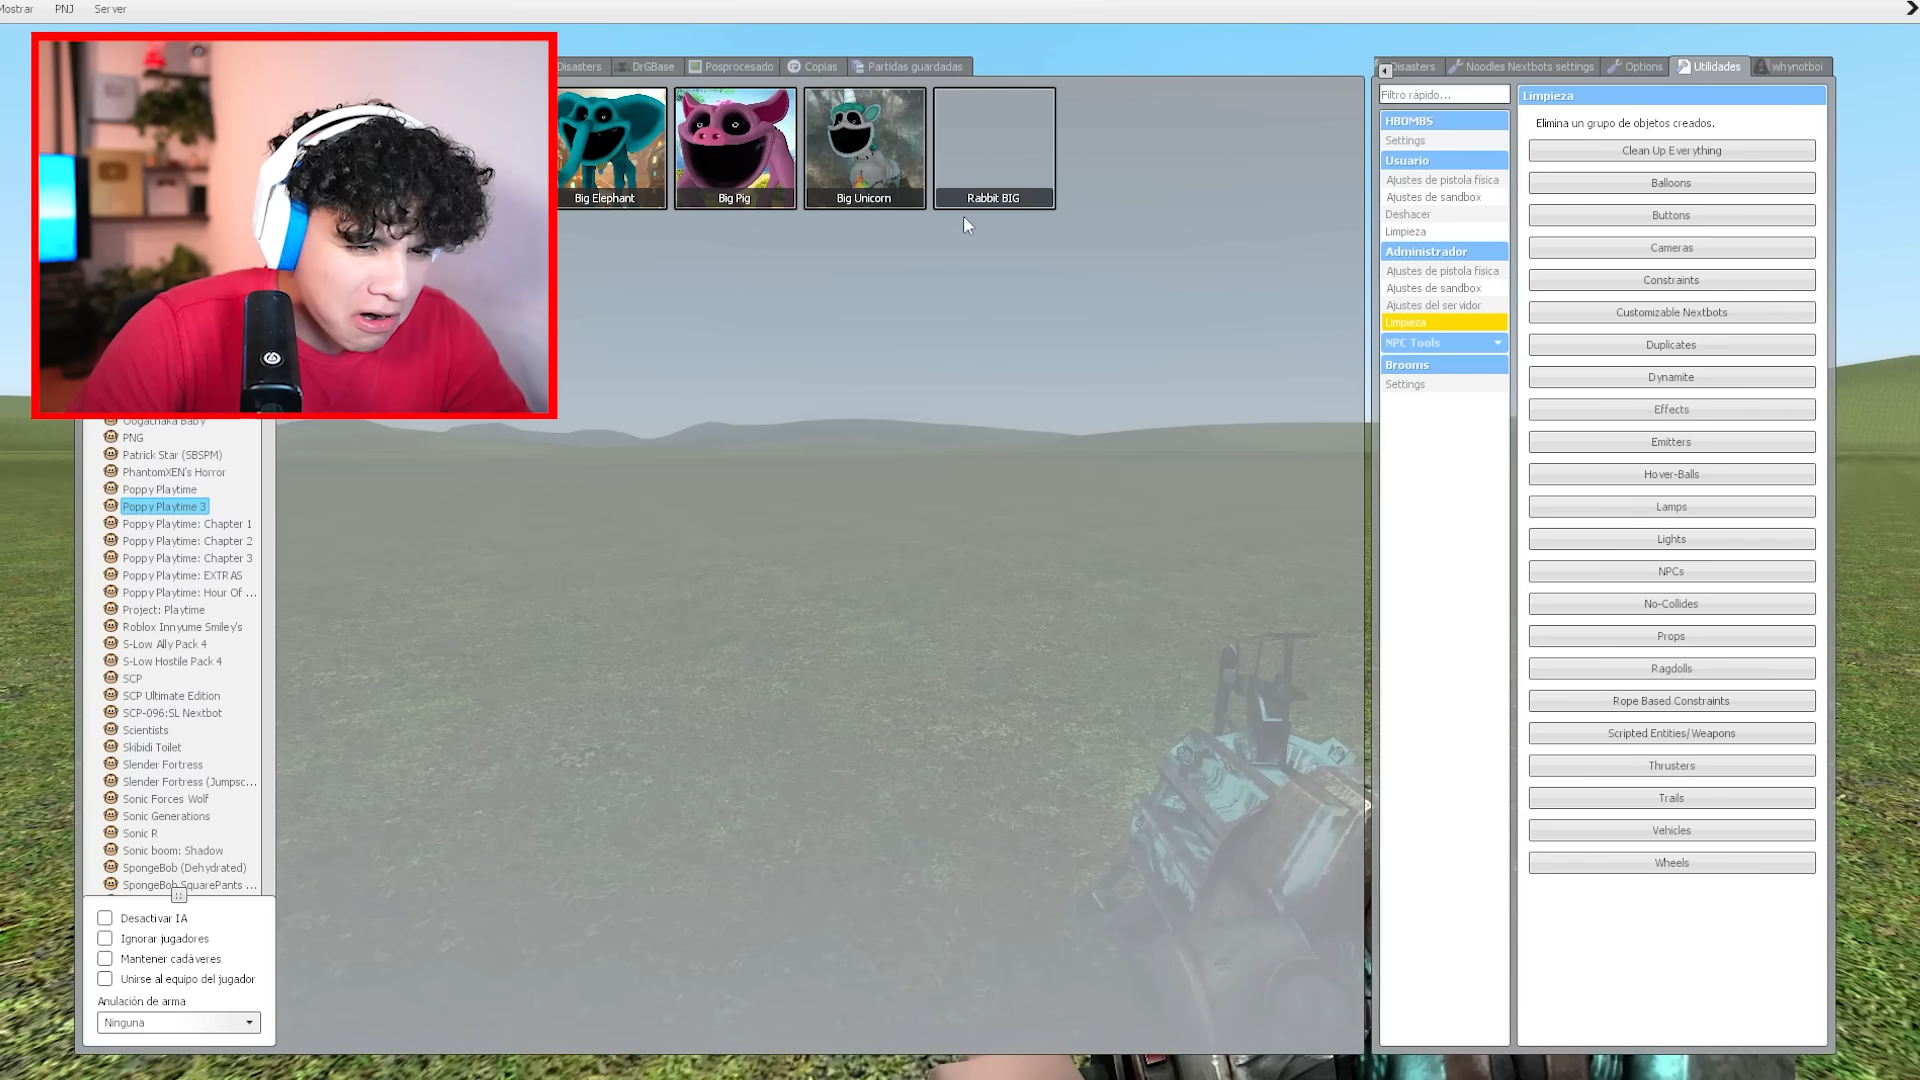 Mostrar PNJ Server
Disasters DrGBase Posprocesado Copias Partidas guardadas
Big Elephant Big Pig Big Unicorn Rabbit BIG
Oogachaka Baby
PNG
Patrick Star (SBSPM)
PhantomXEN's Horror
Poppy Playtime
Poppy Playtime 3
Poppy Playtime: Chapter 1
Poppy Playtime: Chapter 2
Poppy Playtime: Chapter 3
Poppy Playtime: EXTRAS
Poppy Playtime: Hour Of ...
Project: Playtime
Roblox Innyume Smiley's
S-Low Ally Pack 4
S-Low Hostile Pack 4
SCP
SCP Ultimate Edition
SCP-096:SL Nextbot
Scientists
Skibidi Toilet
Slender Fortress
Slender Fortress (Jumpsc...
Sonic Forces Wolf
Sonic Generations
Sonic R
Sonic boom: Shadow
SpongeBob (Dehydrated)
SpongeBob SquarePants ...
Desactivar IA
Ignorar jugadores
Mantener cadáveres
Unirse al equipo del jugador
Anulación de arma
Ninguna
Disasters Noodles Nextbots settings Options Utilidades whynotboi
Filtro rápido...
HBOMBS
Settings
Usuario
Ajustes de pistola física
Ajustes de sandbox
Deshacer
Limpieza
Administrador
Ajustes de pistola física
Ajustes de sandbox
Ajustes del servidor
Limpieza
NPC Tools
Brooms
Settings
Limpieza
Elimina un grupo de objetos creados.
Clean Up Everything
Balloons
Buttons
Cameras
Constraints
Customizable Nextbots
Duplicates
Dynamite
Effects
Emitters
Hover-Balls
Lamps
Lights
NPCs
No-Collides
Props
Ragdolls
Rope Based Constraints
Scripted Entities/Weapons
Thrusters
Trails
Vehicles
Wheels